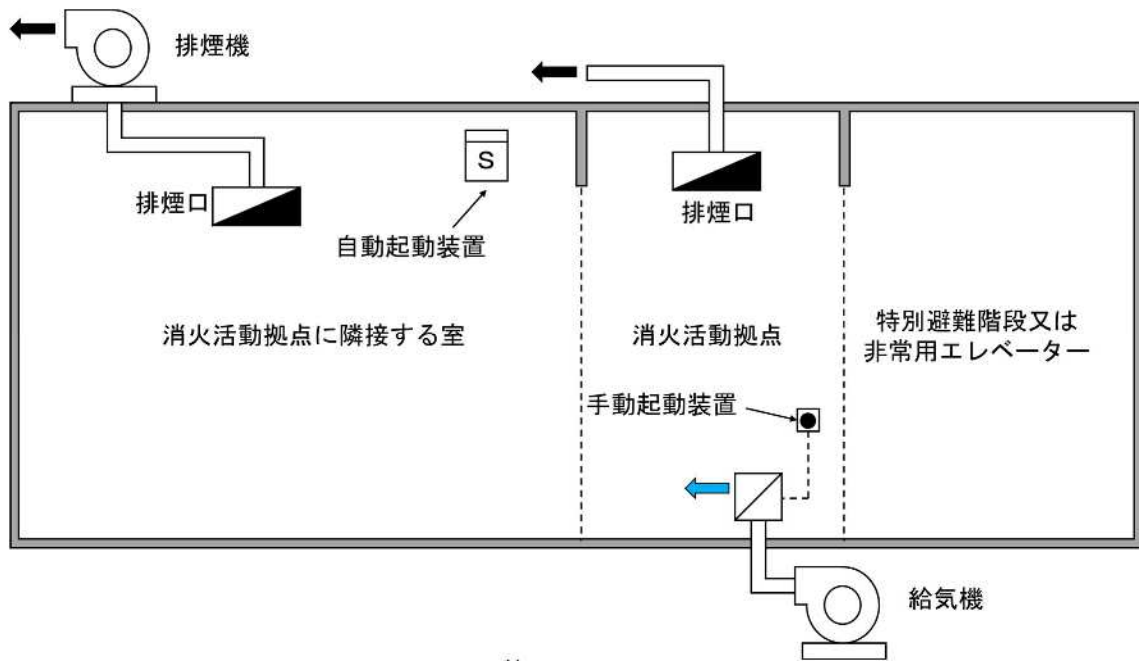 排煙機
S
排煙口
自動起動装置
排煙口
消火活動拠点に隣接する室
消火活動拠点
特別避難階段又は
非常用エレベーター
手動起動装置
給気機